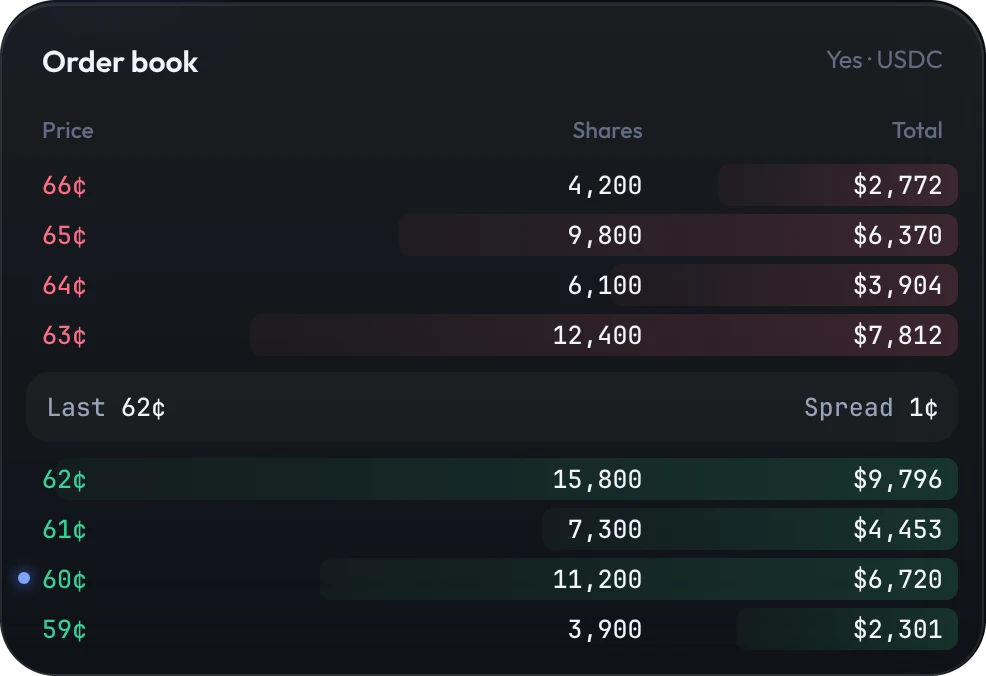 Order book Yes · USDC
Price Shares Total
66¢ 4,200 $2,772
65¢ 9,800 $6,370
64¢ 6,100 $3,904
63¢ 12,400 $7,812
Last 62¢ Spread 1¢
62¢ 15,800 $9,796
61¢ 7,300 $4,453
60¢ 11,200 $6,720
59¢ 3,900 $2,301